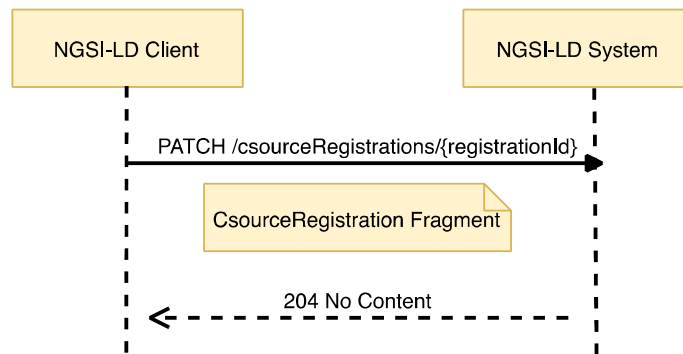 NGSI-LD Client
NGSI-LD System
PATCH /csourceRegistrations/{registrationId}
CsourceRegistration Fragment
204 No Content